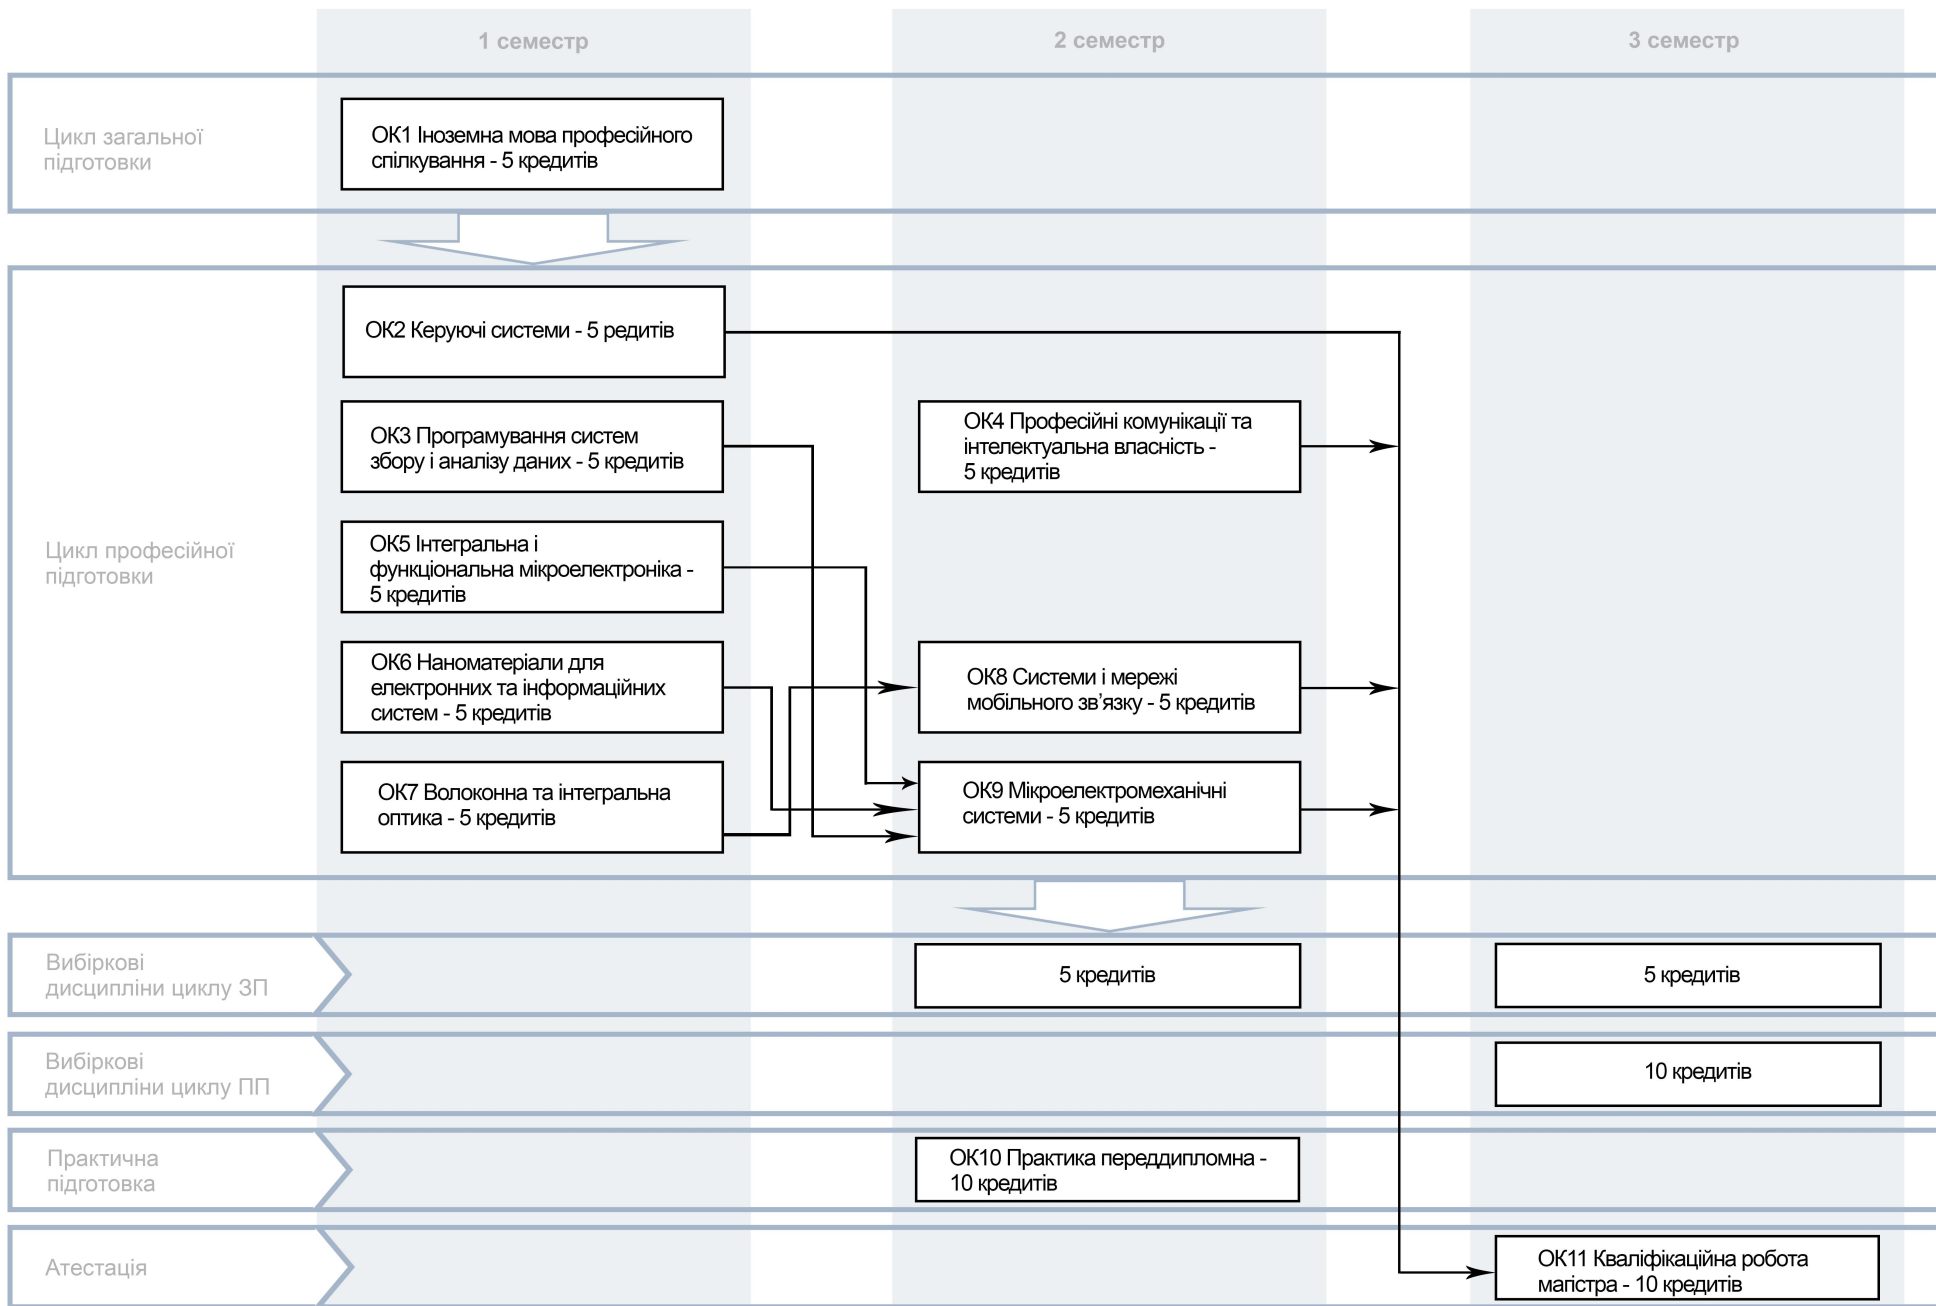 1 семестр
2 семестр
3 семестр
Цикл загальної
підготовки
ОК1 Іноземна мова професійного
спілкування - 5 кредитів
Цикл професійної
підготовки
ОК2 Керуючі системи - 5 редитів
ОК3 Програмування систем
збору і аналізу даних - 5 кредитів
ОК4 Професійні комунікації та
інтелектуальна власність -
5 кредитів
ОК5 Інтегральна і
функціональна мікроелектроніка -
5 кредитів
ОК6 Наноматеріали для
електронних та інформаційних
систем - 5 кредитів
ОК8 Системи і мережі
мобільного зв’язку - 5 кредитів
ОК7 Волоконна та інтегральна
оптика - 5 кредитів
ОК9 Мікроелектромеханічні
системи - 5 кредитів
Вибіркові
дисципліни циклу ЗП
5 кредитів
5 кредитів
Вибіркові
дисципліни циклу ПП
10 кредитів
Практична
підготовка
ОК10 Практика переддипломна -
10 кредитів
Атестація
ОК11 Кваліфікаційна робота
магістра - 10 кредитів